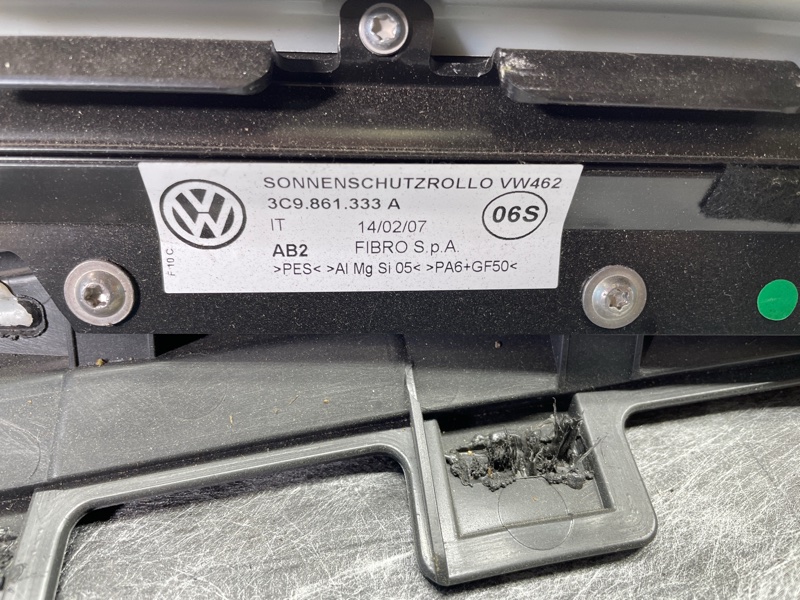 SONNENSCHUTZROLLO VW462
3C9.861.333 A
06S
IT 14/02/07
AB2 FIBRO S.p.A.
>PES< >Al Mg Si 05< >PA6+GF50<
F 10 C